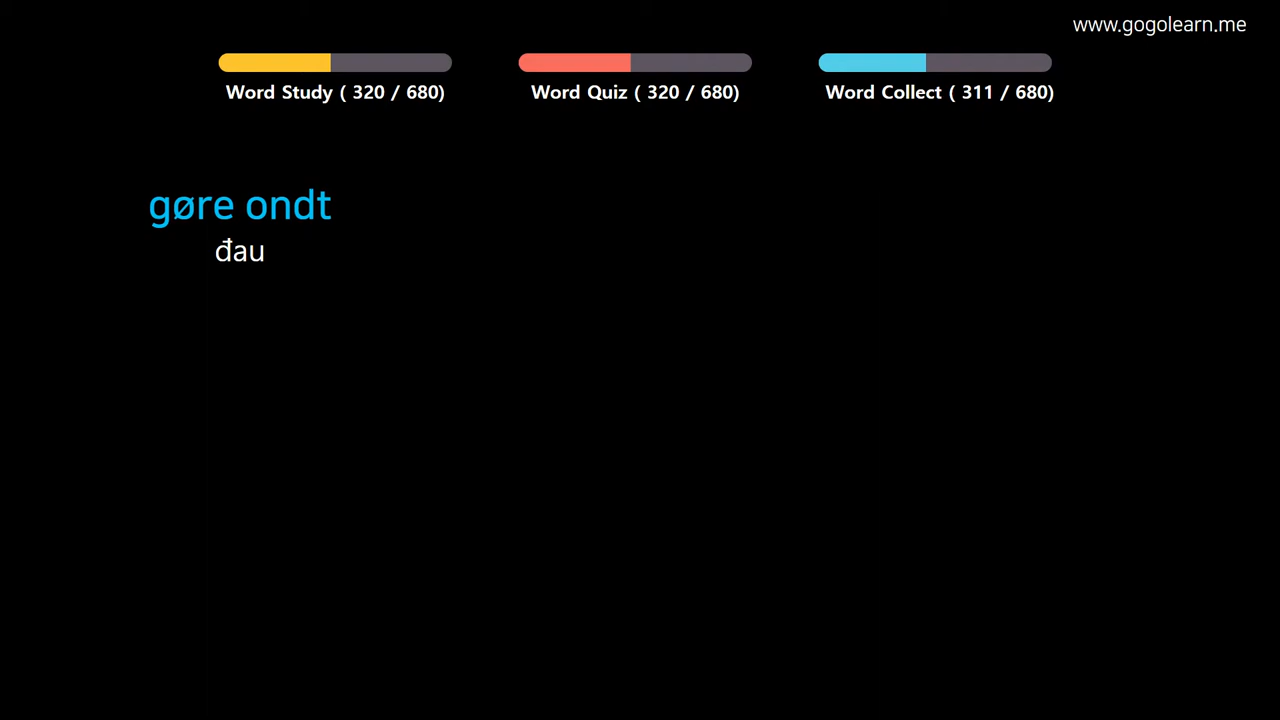 www.gogolearn.me
Word Study ( 320 / 680)
Word Quiz ( 320 / 680)
Word Collect ( 311 / 680)
gøre ondt
đau